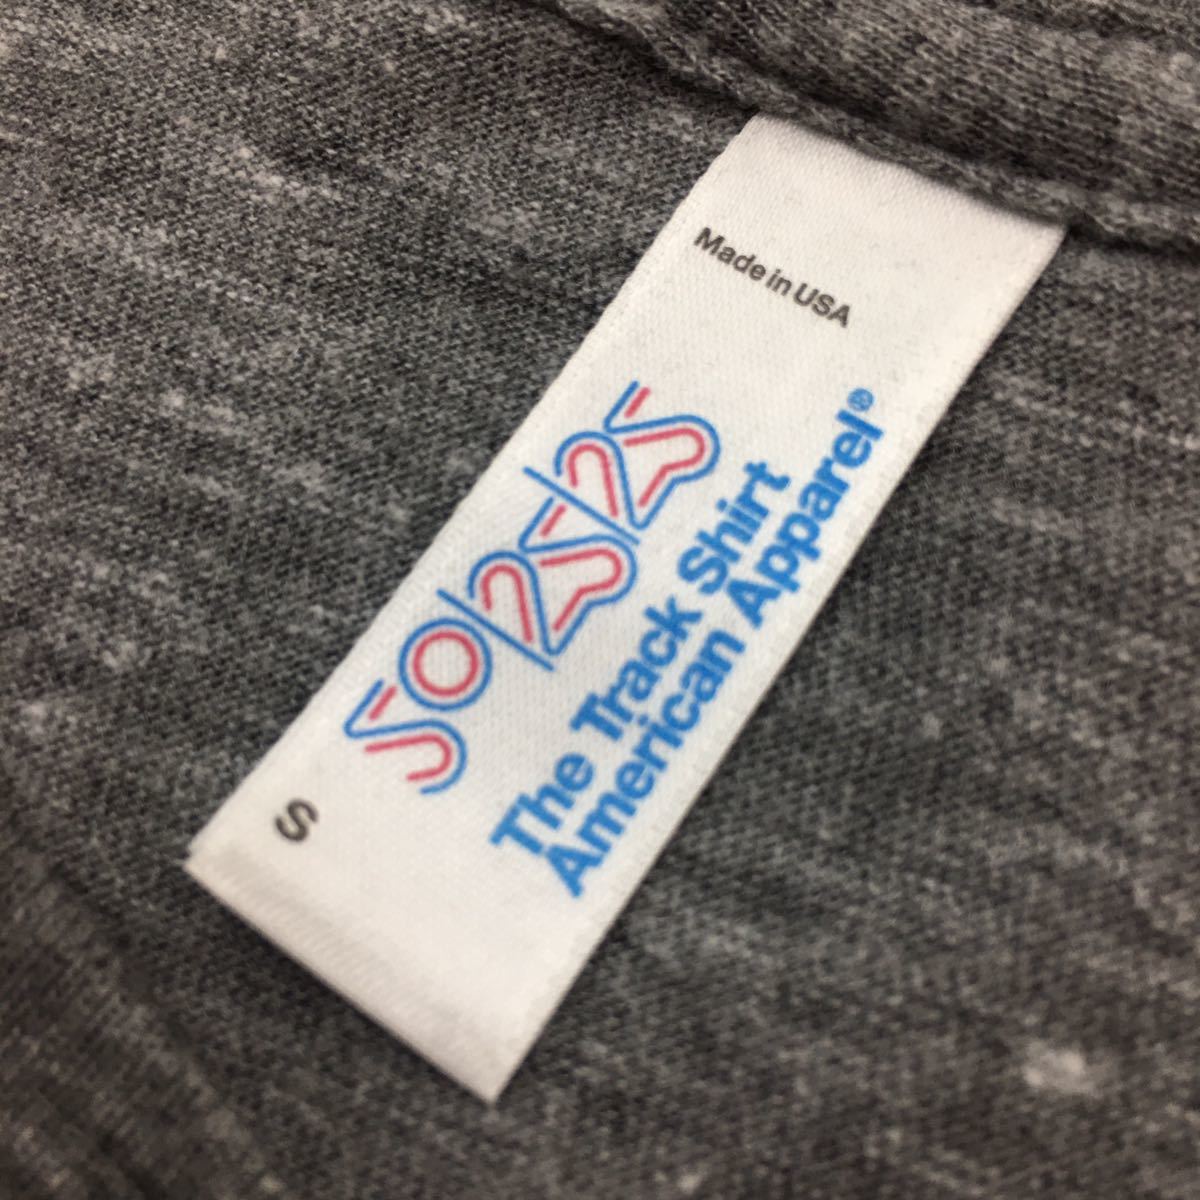 Made in USA
50/25/25
The Track Shirt
American Apparel®
S